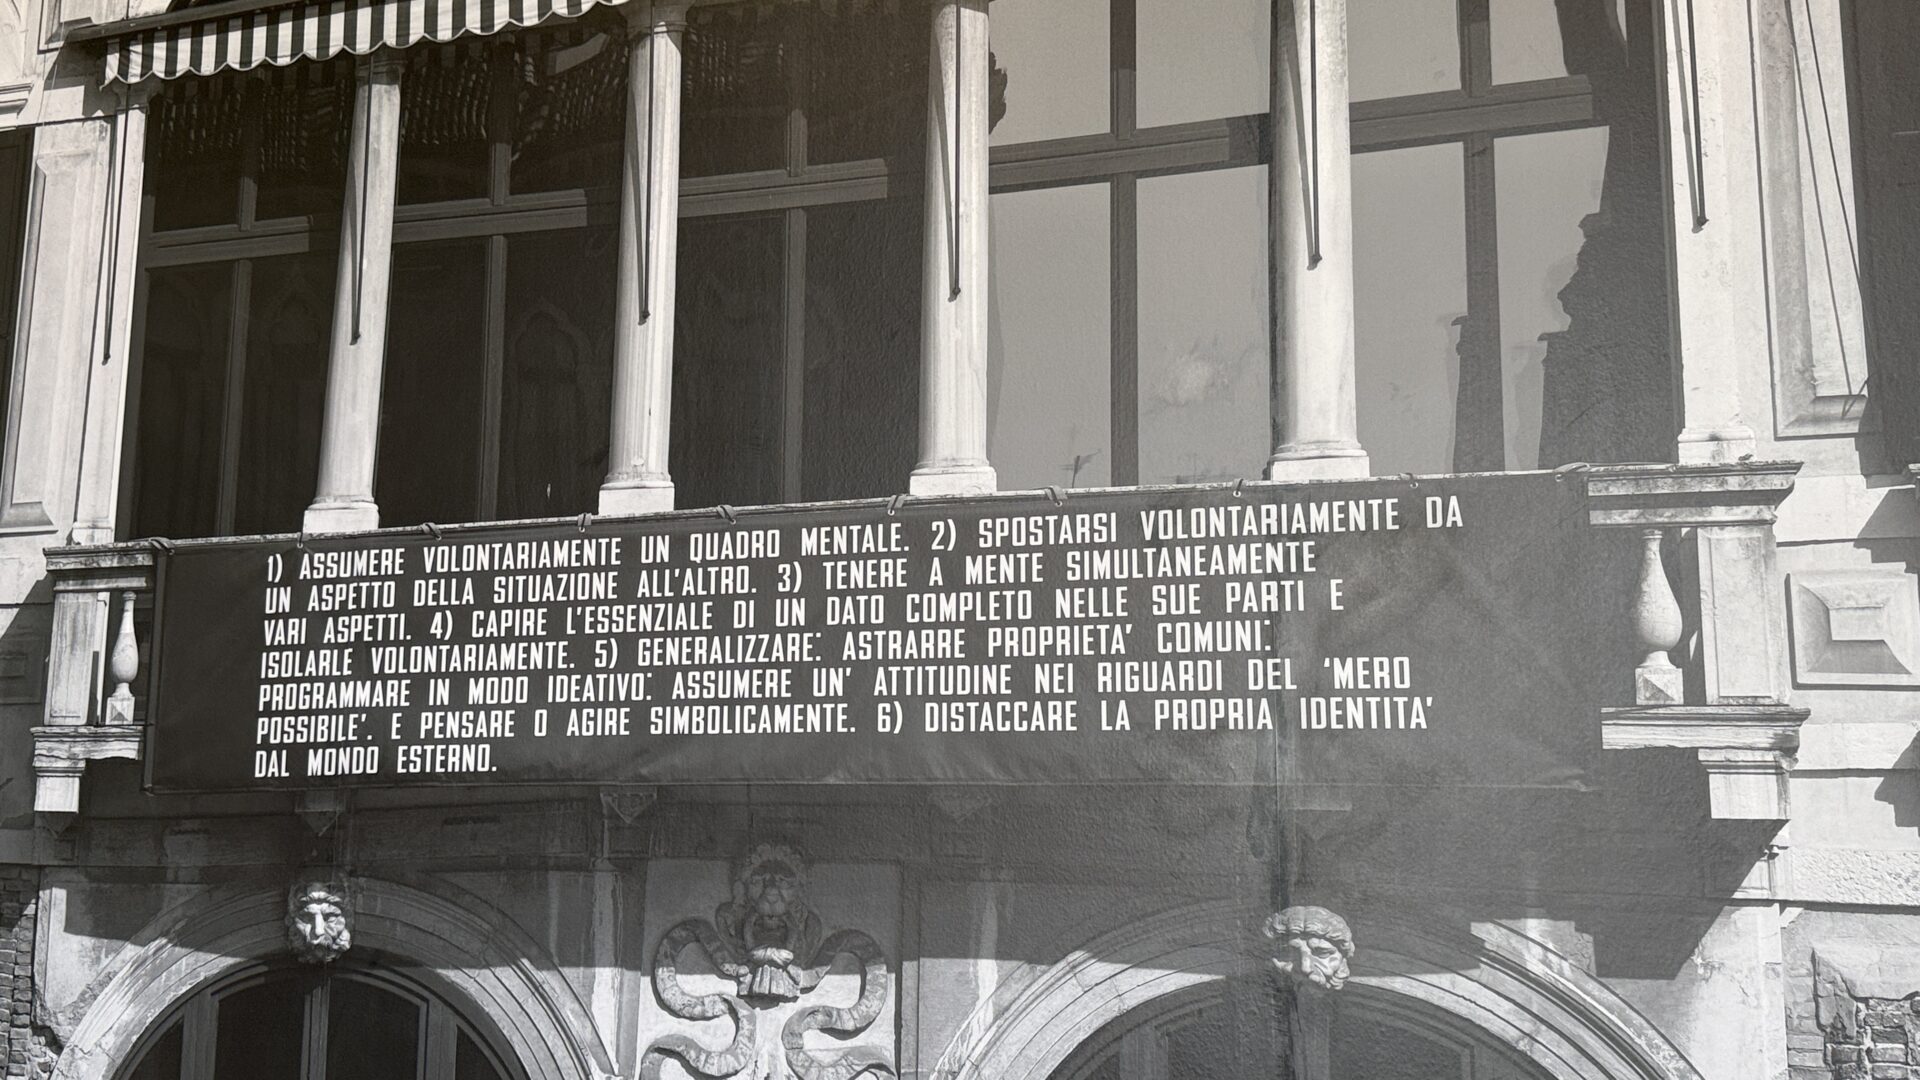 1) ASSUMERE VOLONTARIAMENTE UN QUADRO MENTALE. 2) SPOSTARSI VOLONTARIAMENTE DA
UN ASPETTO DELLA SITUAZIONE ALL'ALTRO. 3) TENERE A MENTE SIMULTANEAMENTE
VARI ASPETTI. 4) CAPIRE L'ESSENZIALE DI UN DATO COMPLETO NELLE SUE PARTI E
ISOLARLE VOLONTARIAMENTE. 5) GENERALIZZARE: ASTRARRE PROPRIETA' COMUNI:
PROGRAMMARE IN MODO IDEATIVO: ASSUMERE UN' ATTITUDINE NEI RIGUARDI DEL 'MERO
POSSIBILE'. E PENSARE O AGIRE SIMBOLICAMENTE. 6) DISTACCARE LA PROPRIA IDENTITA'
DAL MONDO ESTERNO.